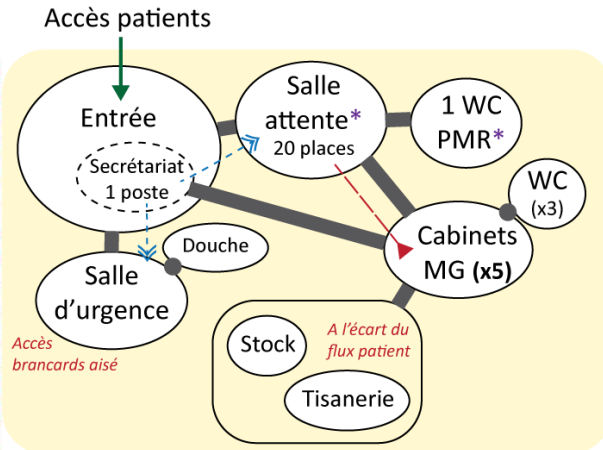 Accès patients
Entrée
Secrétariat
1 poste
Salle
attente*
20 places
1 WC
PMR*
WC
(x3)
Cabinets
MG (x5)
Douche
Salle
d’urgence
Accès
brancards aisé
A l’écart du
flux patient
Stock
Tisanerie